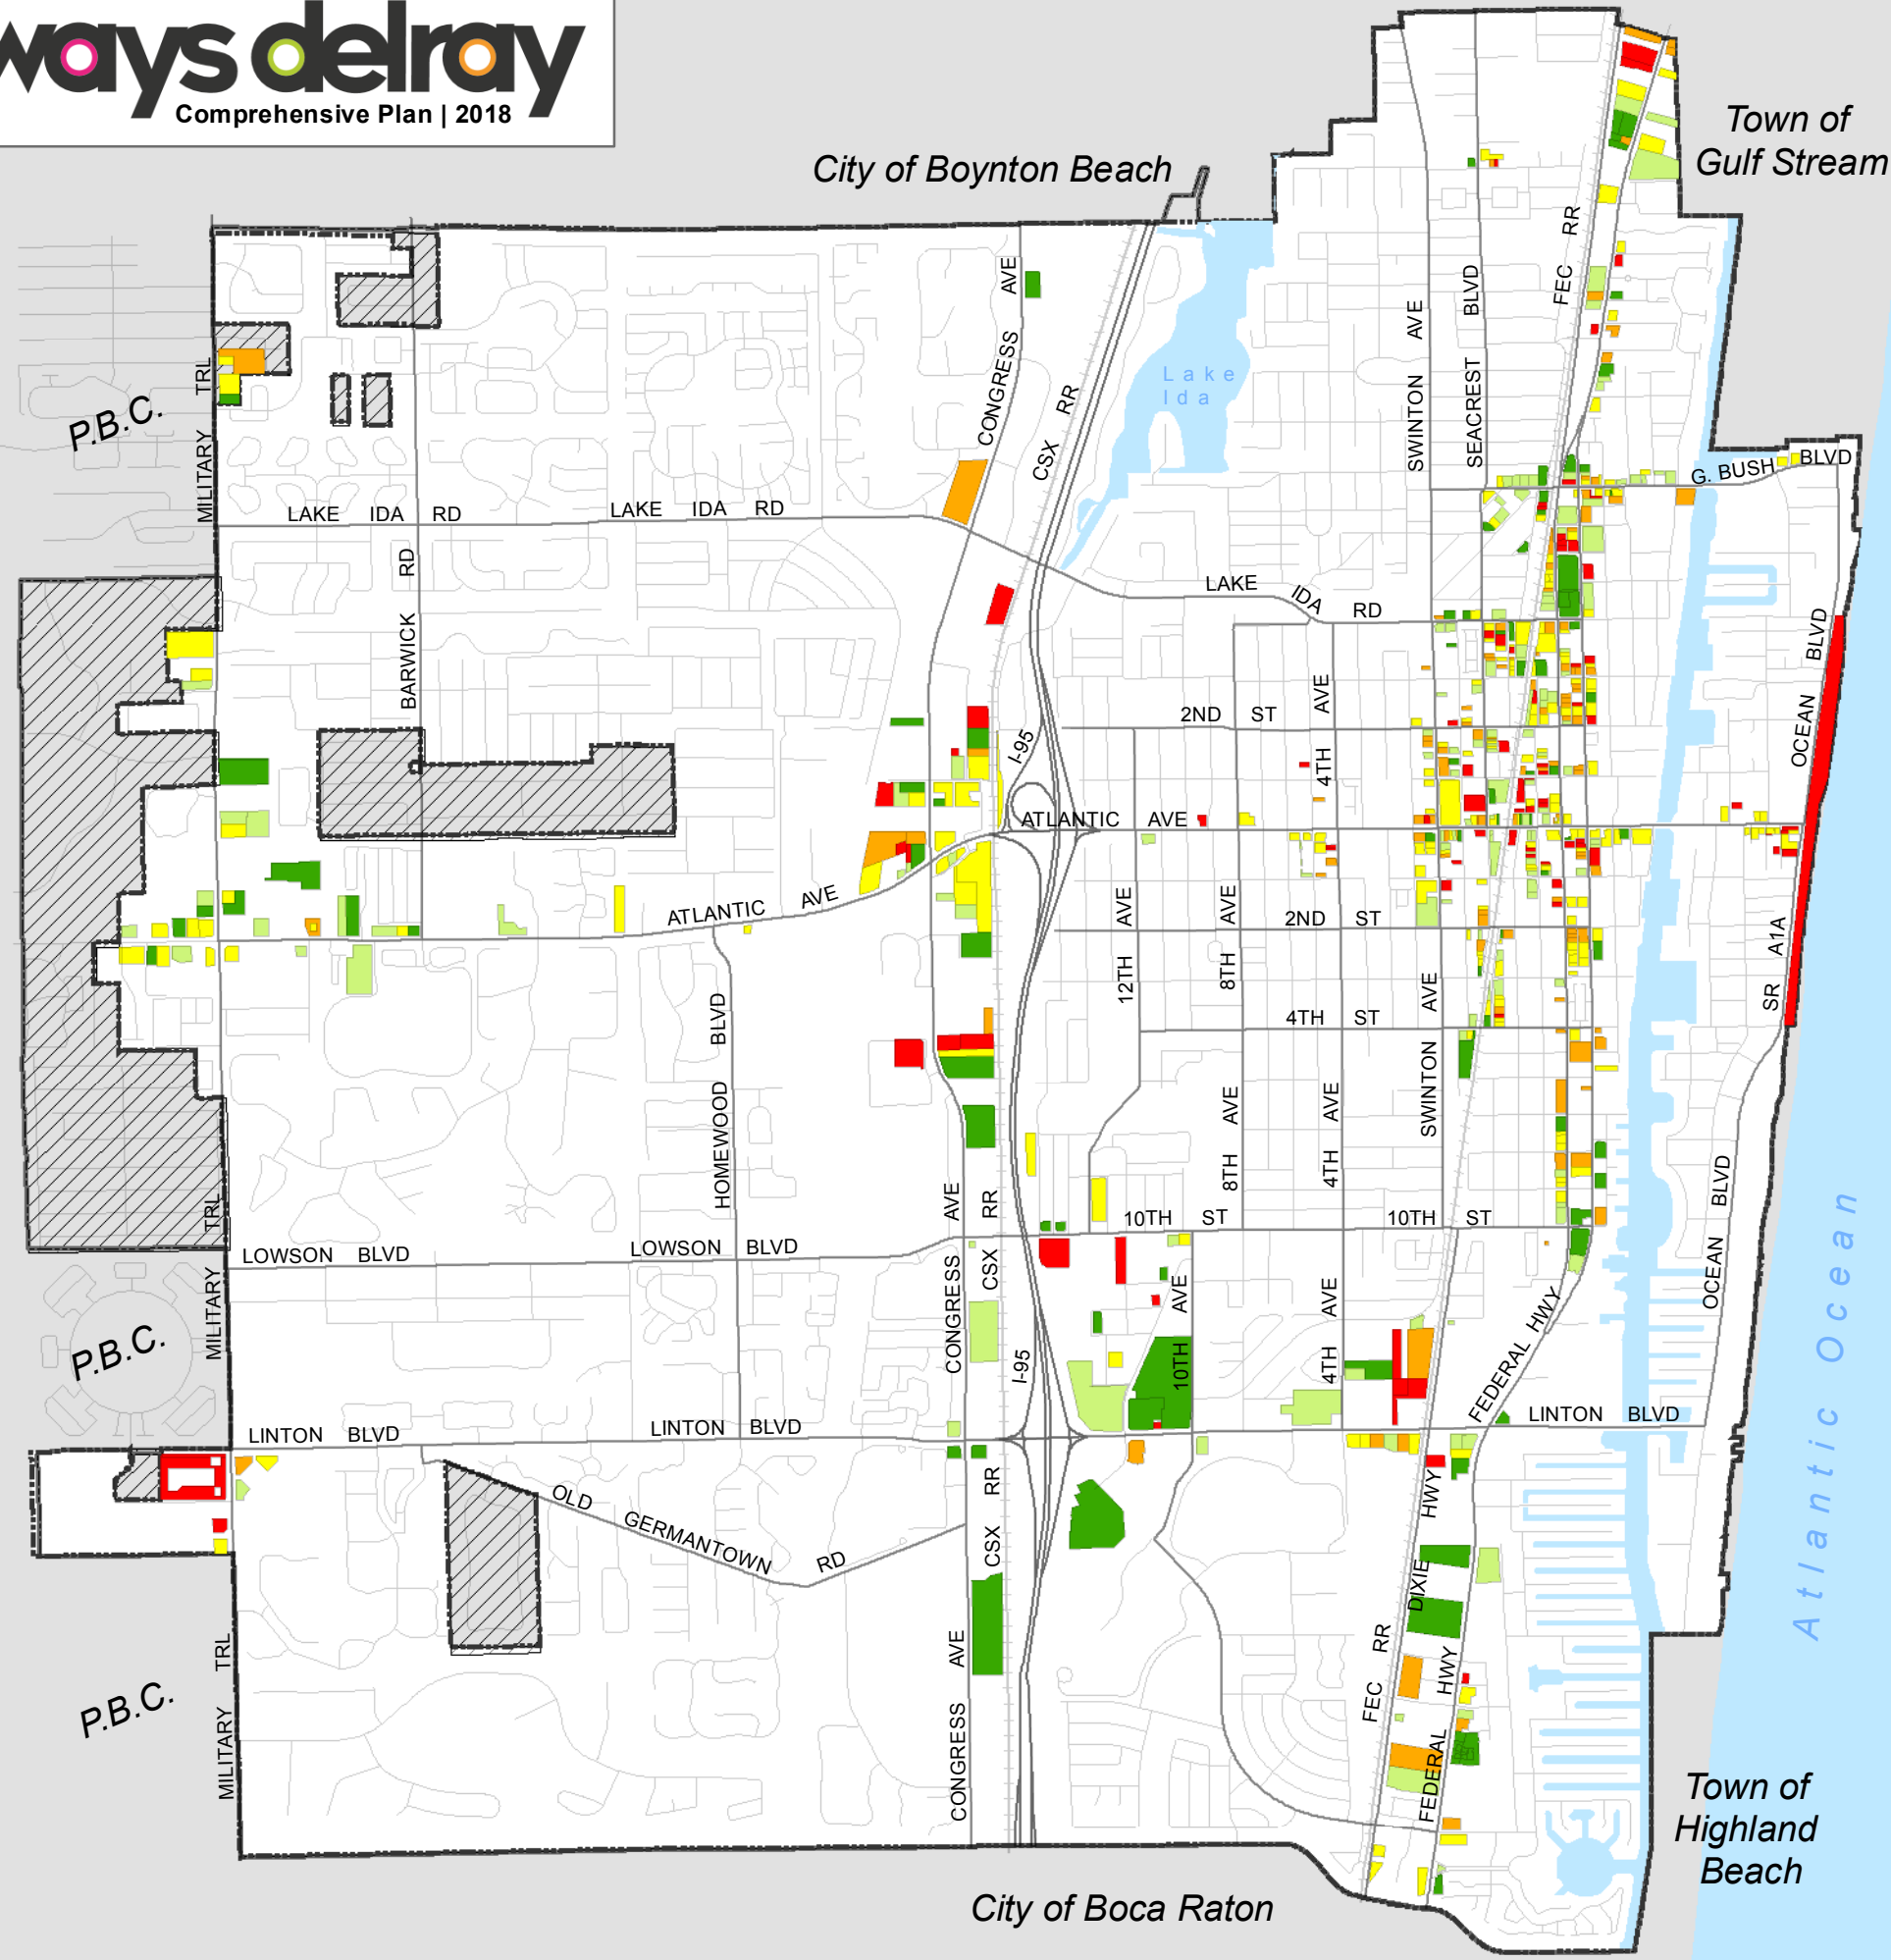 ways delray
Comprehensive Plan | 2018
City of Boynton Beach
Town of
Gulf Stream
P.B.C.
MILITARY TRL
LAKE IDA RD
LAKE IDA RD
BARWICK RD
CONGRESS AVE
CSX RR
Lake
Ida
SWINTON AVE
SEACREST BLVD
FEC RR
G. BUSH BLVD
LAKE IDA RD
2ND ST
4TH AVE
I-95
ATLANTIC AVE
OCEAN BLVD
ATLANTIC AVE
12TH AVE
8TH AVE
2ND ST
SR A1A
HOMEWOOD BLVD
4TH ST
SWINTON AVE
8TH AVE
4TH AVE
10TH ST
10TH ST
MILITARY TRL
LOWSON BLVD
LOWSON BLVD
CONGRESS AVE
CSX RR
I-95
10TH AVE
4TH AVE
FEDERAL HWY
OCEAN BLVD
P.B.C.
LINTON BLVD
LINTON BLVD
LINTON BLVD
OLD GERMANTOWN RD
CSX RR
DIXIE HWY
FEC RR
FEDERAL HWY
Atlantic Ocean
P.B.C.
MILITARY TRL
CONGRESS AVE
Town of
Highland
Beach
City of Boca Raton